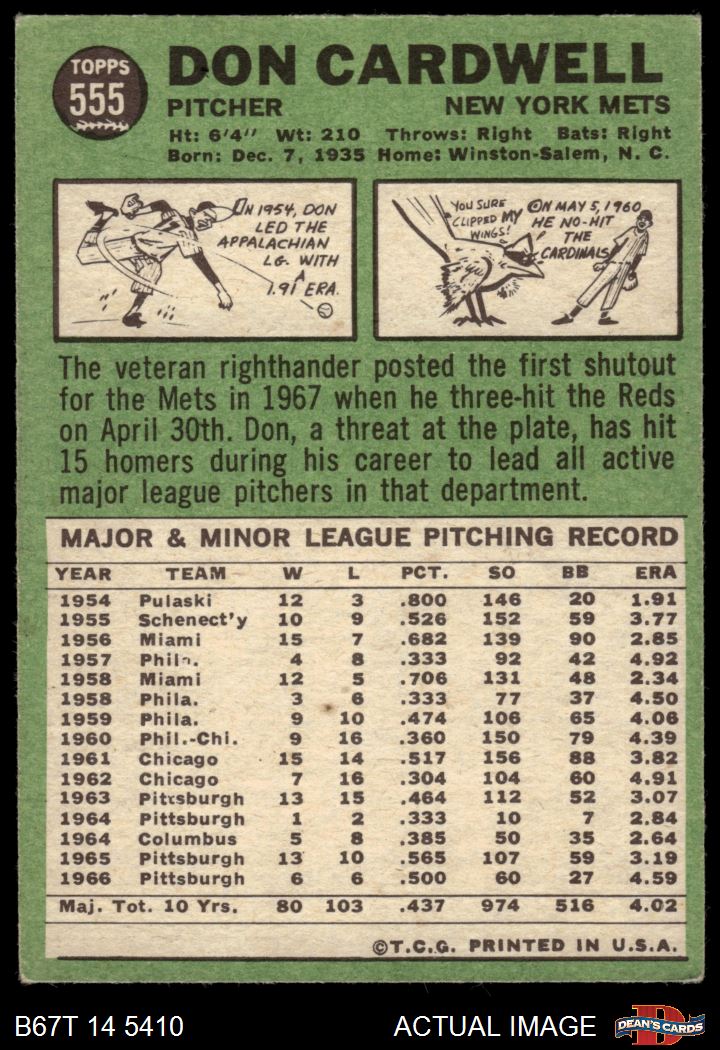 TOPPS
555
DON CARDWELL
PITCHER NEW YORK METS
Ht: 6'4" Wt: 210 Throws: Right Bats: Right
Born: Dec. 7, 1935 Home: Winston-Salem, N. C.
ON 1954, DON
LED THE
APPALACHIAN
LG. WITH
A
1.91 ERA.
YOU SURE
CLIPPED MY
WINGS!
ON MAY 5, 1960
HE NO-HIT
THE
CARDINALS
The veteran righthander posted the first shutout
for the Mets in 1967 when he three-hit the Reds
on April 30th. Don, a threat at the plate, has hit
15 homers during his career to lead all active
major league pitchers in that department.
MAJOR & MINOR LEAGUE PITCHING RECORD
YEAR TEAM W L PCT. SO BB ERA
1954 Pulaski 12 3 .800 146 20 1.91
1955 Schenect'y 10 9 .526 152 59 3.77
1956 Miami 15 7 .682 139 90 2.85
1957 Phila. 4 8 .333 92 42 4.92
1958 Miami 12 5 .706 131 48 2.34
1958 Phila. 3 6 .333 77 37 4.50
1959 Phila. 9 10 .474 106 65 4.06
1960 Phil.-Chi. 9 16 .360 150 79 4.39
1961 Chicago 15 14 .517 156 88 3.82
1962 Chicago 7 16 .304 104 60 4.91
1963 Pittsburgh 13 15 .464 112 52 3.07
1964 Pittsburgh 1 2 .333 10 7 2.84
1964 Columbus 5 8 .385 50 35 2.64
1965 Pittsburgh 13 10 .565 107 59 3.19
1966 Pittsburgh 6 6 .500 60 27 4.59
Maj. Tot. 10 Yrs. 80 103 .437 974 516 4.02
©T.C.G. PRINTED IN U.S.A.
B67T 14 5410 ACTUAL IMAGE
DEAN'S CARDS